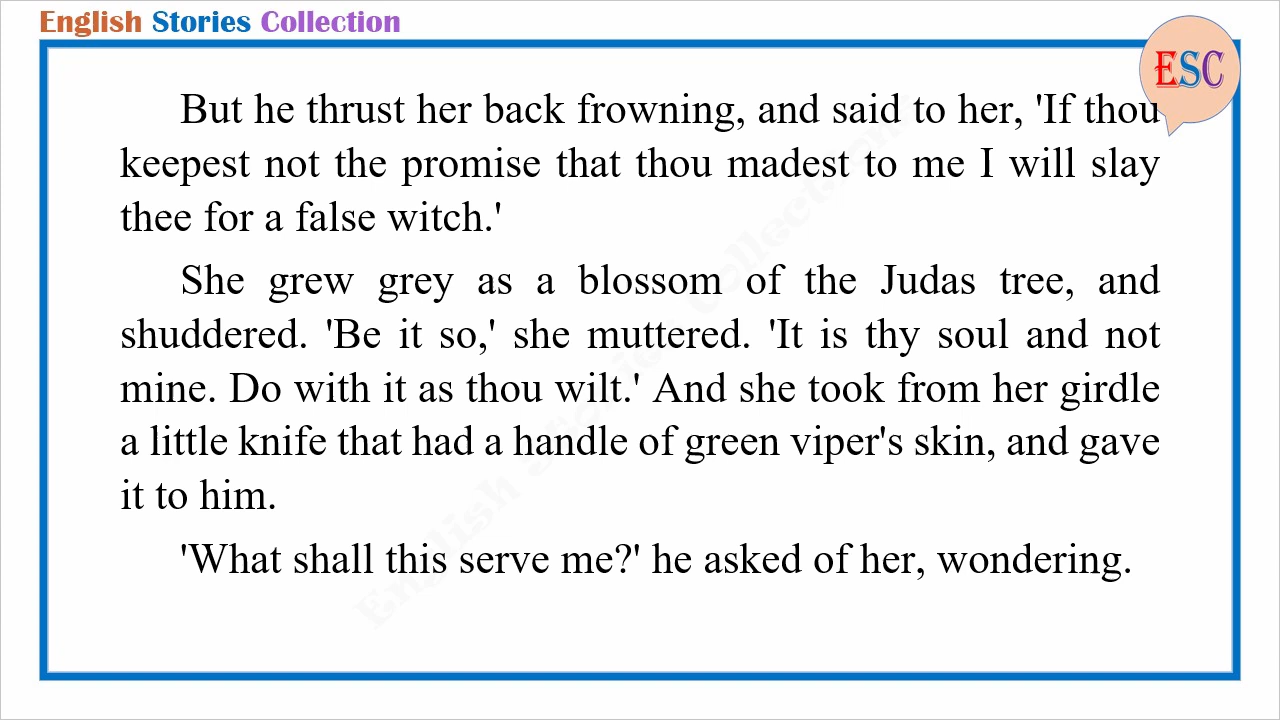 English Stories Collection
ESC
But he thrust her back frowning, and said to her, 'If thou
keepest not the promise that thou madest to me I will slay
thee for a false witch.'
She grew grey as a blossom of the Judas tree, and
shuddered. 'Be it so,' she muttered. 'It is thy soul and not
mine. Do with it as thou wilt.' And she took from her girdle
a little knife that had a handle of green viper's skin, and gave
it to him.
'What shall this serve me?' he asked of her, wondering.